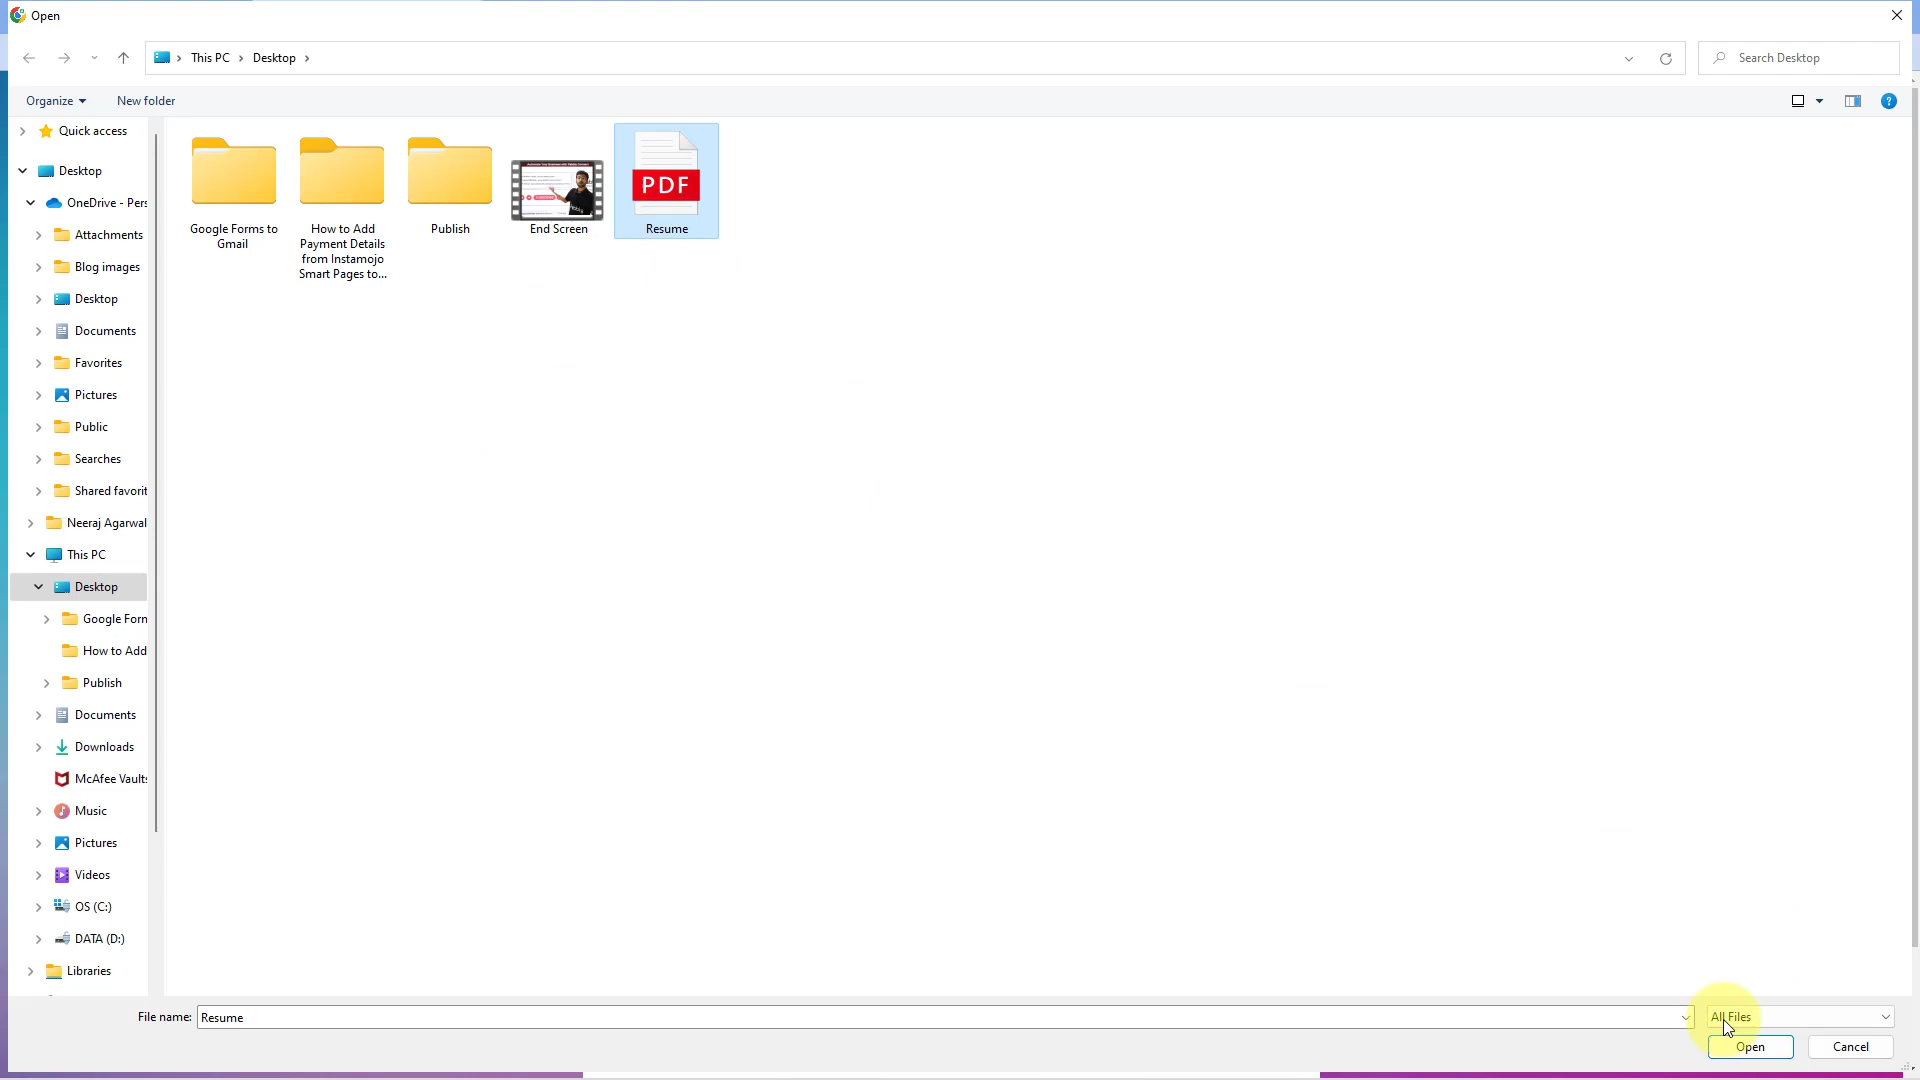 Open
This PC
Desktop
Search Desktop
Organize
New folder
Quick access
Desktop
OneDrive - Pers
Attachments
Blog images
Desktop
Documents
Favorites
Pictures
Public
Searches
Shared favorit
Neeraj Agarwal
This PC
Desktop
Google Form
How to Add
Publish
Documents
Downloads
McAfee Vaults
Music
Pictures
Videos
OS (C:)
DATA (D:)
Libraries
Google Forms to
Gmail
How to Add
Payment Details
from Instamojo
Smart Pages to...
Publish
End Screen
PDF
Resume
File name:
Resume
All Files
Open
Cancel